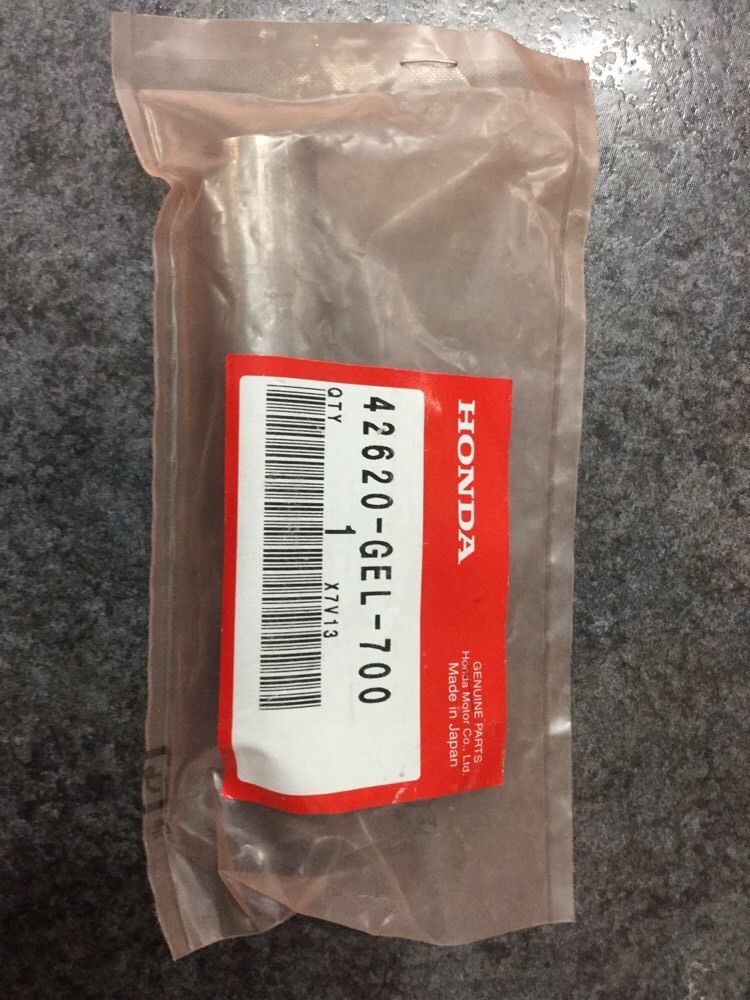 HONDA
GENUINE PARTS
Honda Motor Co., Ltd.
Made in Japan
42620-GEL-700
QTY 1 X7V13